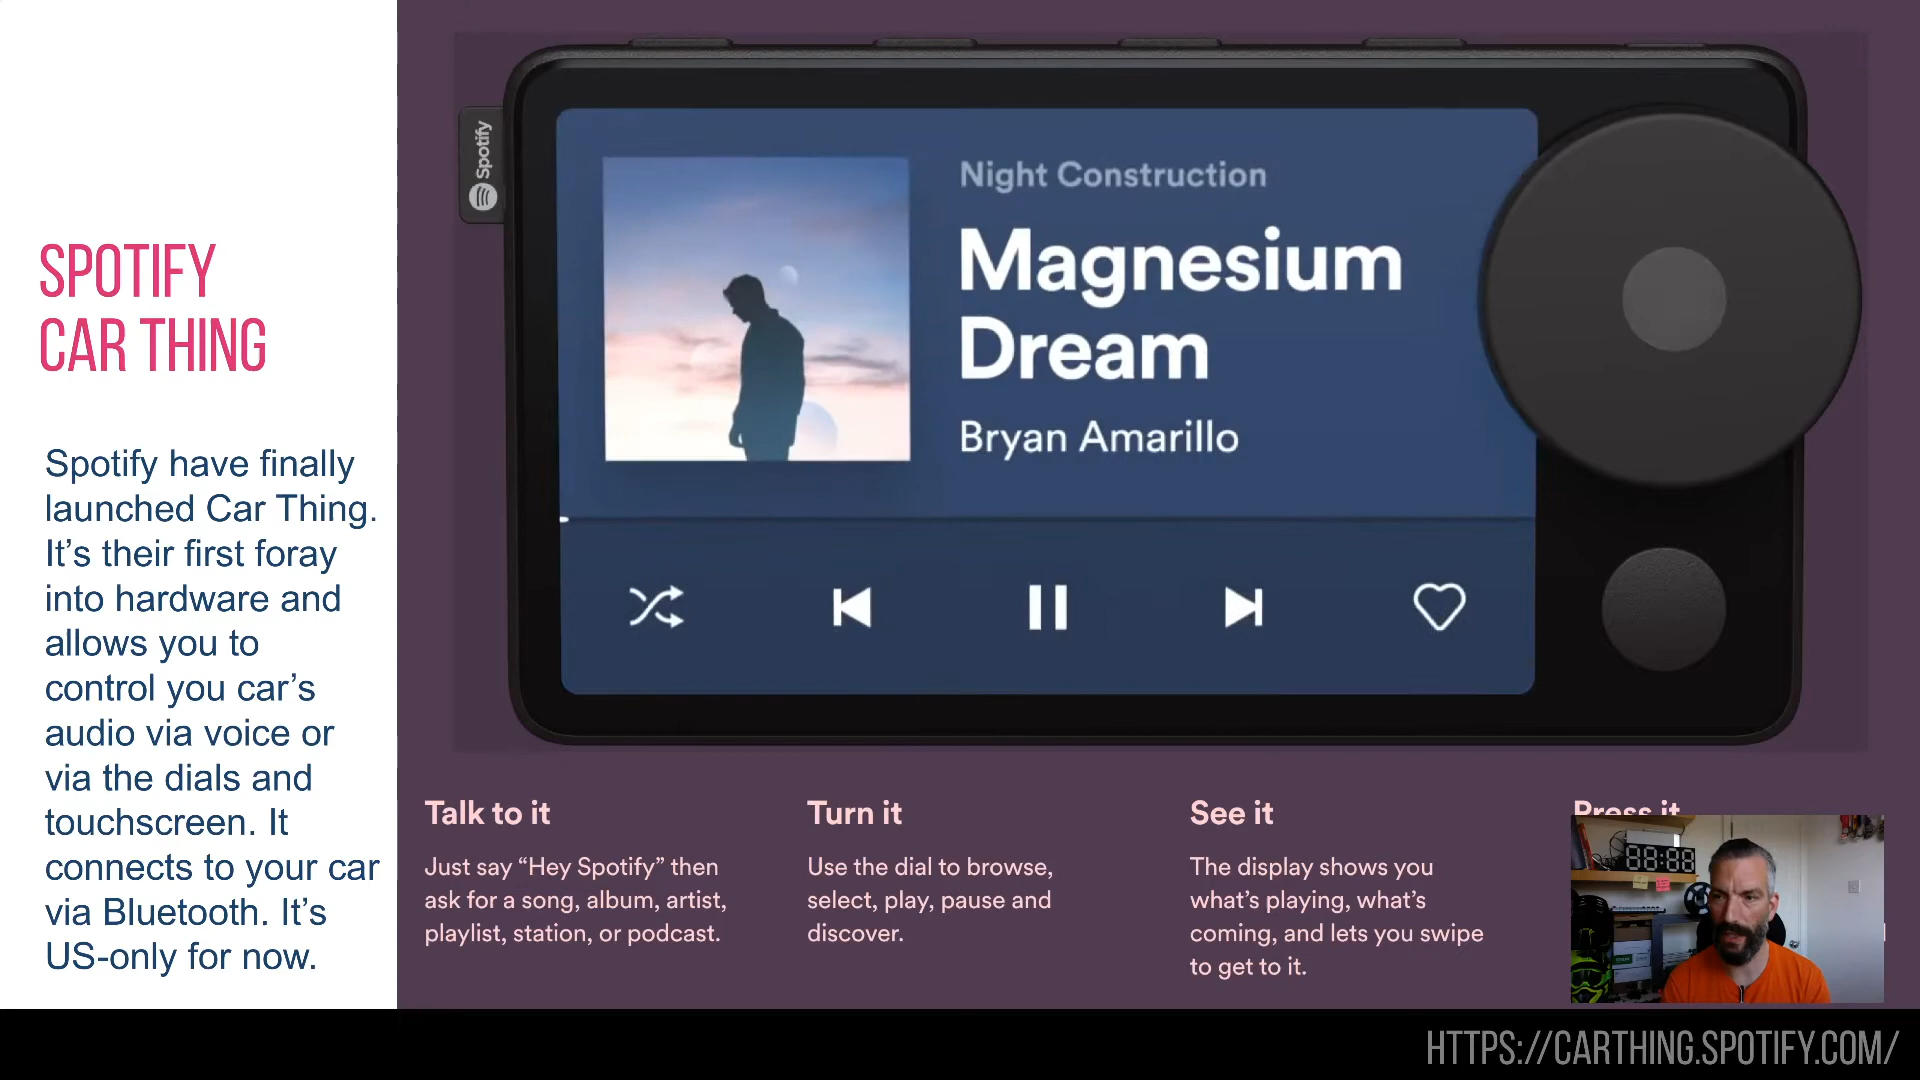 SPOTIFY
CAR THING
Spotify have finally
launched Car Thing.
It’s their first foray
into hardware and
allows you to
control you car’s
audio via voice or
via the dials and
touchscreen. It
connects to your car
via Bluetooth. It’s
US-only for now.
Spotify
Night Construction
Magnesium
Dream
Bryan Amarillo
Talk to it
Just say “Hey Spotify” then
ask for a song, album, artist,
playlist, station, or podcast.
Turn it
Use the dial to browse,
select, play, pause and
discover.
See it
The display shows you
what’s playing, what’s
coming, and lets you swipe
to get to it.
Press it
88:88
HTTPS://CARTHING.SPOTIFY.COM/